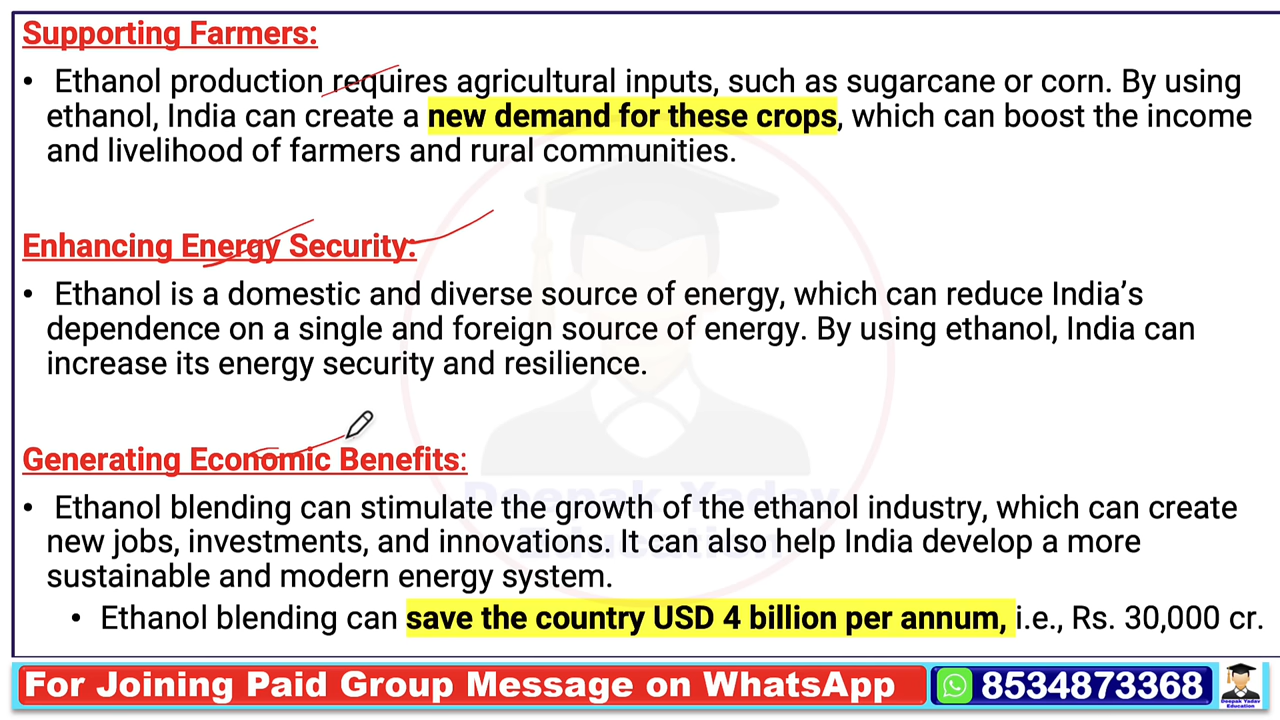 Supporting Farmers:
• Ethanol production requires agricultural inputs, such as sugarcane or corn. By using
ethanol, India can create a new demand for these crops, which can boost the income
and livelihood of farmers and rural communities.
Enhancing Energy Security:
• Ethanol is a domestic and diverse source of energy, which can reduce India's
dependence on a single and foreign source of energy. By using ethanol, India can
increase its energy security and resilience.
Generating Economic Benefits:
• Ethanol blending can stimulate the growth of the ethanol industry, which can create
new jobs, investments, and innovations. It can also help India develop a more
sustainable and modern energy system.
• Ethanol blending can save the country USD 4 billion per annum, i.e., Rs. 30,000 cr.
Deepak Yadav
Education
For Joining Paid Group Message on WhatsApp
8534873368
Deepak Yadav
Education